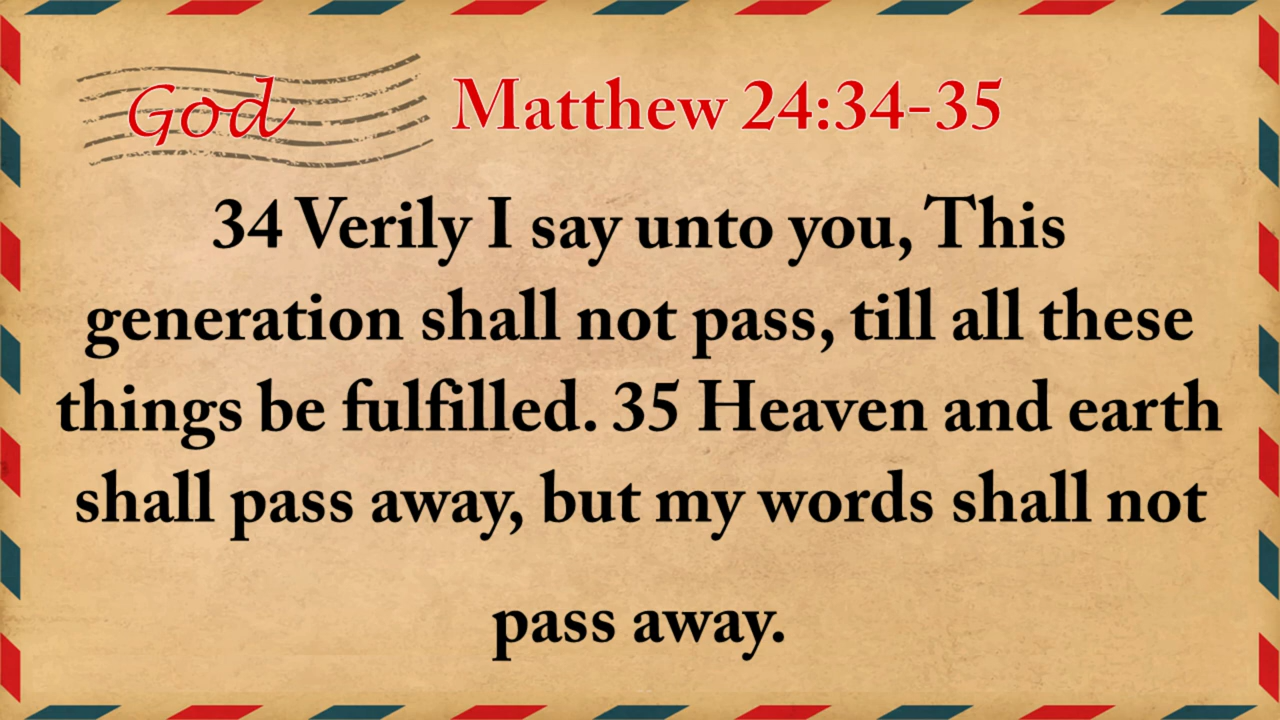 God Matthew 24:34-35
34 Verily I say unto you, This
generation shall not pass, till all these
things be fulfilled. 35 Heaven and earth
shall pass away, but my words shall not
pass away.